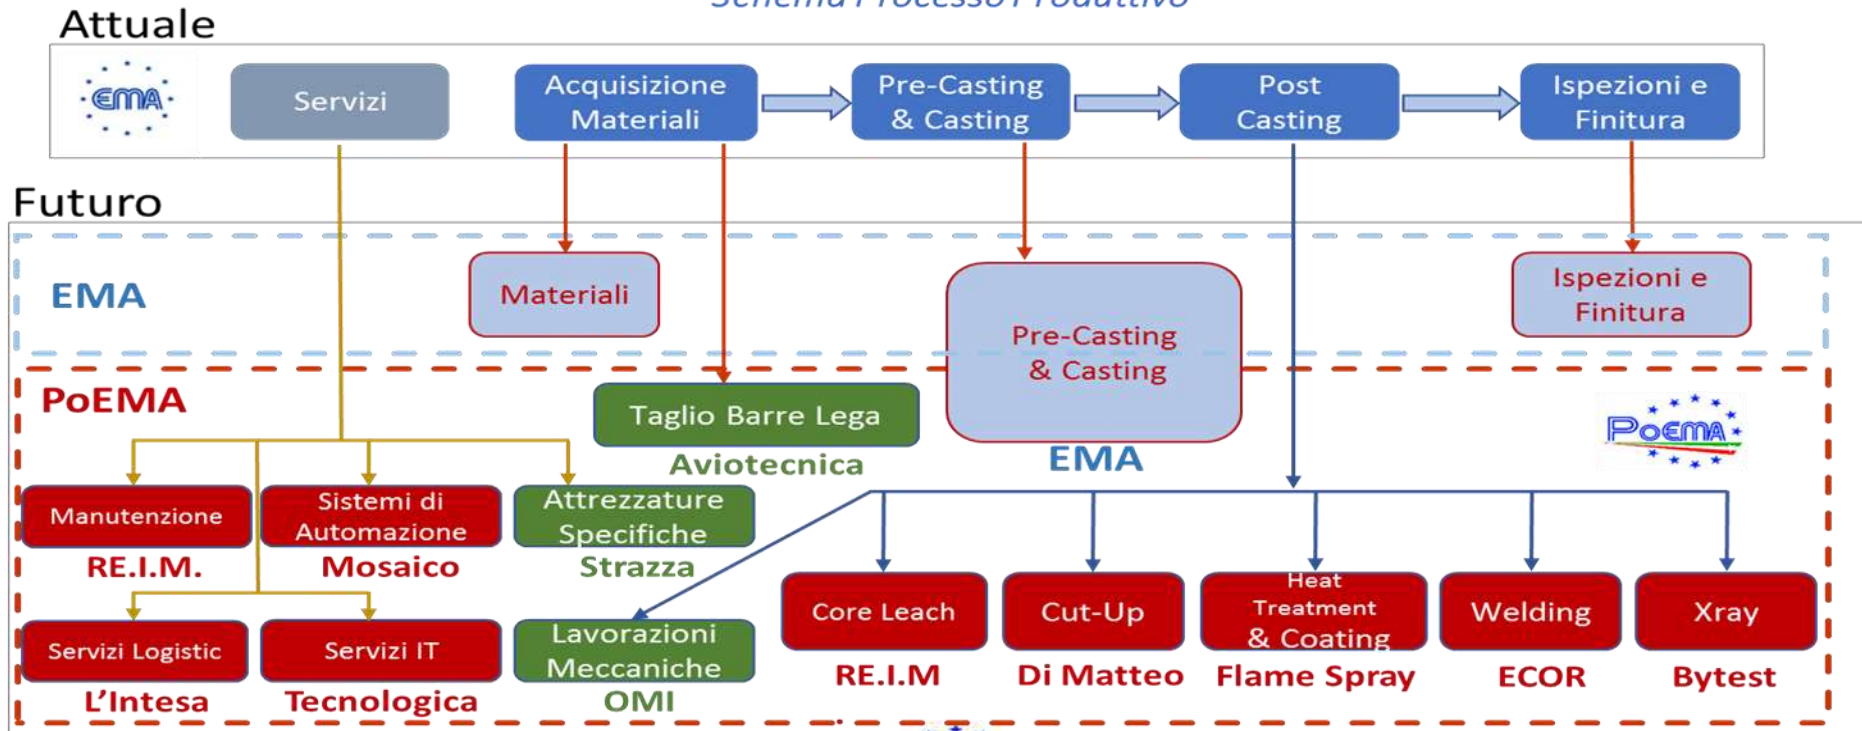 Schema Processo Produttivo
Attuale
EMA
Servizi
Acquisizione
Materiali
Pre-Casting
& Casting
Post
Casting
Ispezioni e
Finitura
Futuro
EMA
Materiali
Pre-Casting
& Casting
EMA
Ispezioni e
Finitura
PoEMA
Taglio Barre Lega
Aviotecnica
PoEMA
Manutenzione
RE.I.M.
Sistemi di
Automazione
Mosaico
Attrezzature
Specifiche
Strazza
Servizi Logistic
L'Intesa
Servizi IT
Tecnologica
Lavorazioni
Meccaniche
OMI
Core Leach
RE.I.M
Cut-Up
Di Matteo
Heat
Treatment
& Coating
Flame Spray
Welding
ECOR
Xray
Bytest